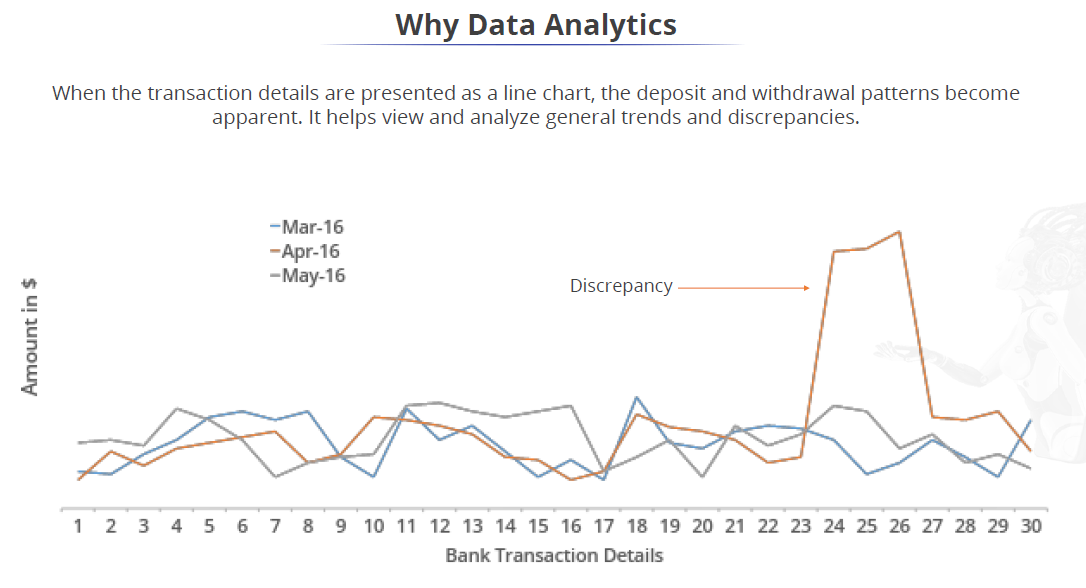 Why Data Analytics
When the transaction details are presented as a line chart, the deposit and withdrawal patterns become
apparent. It helps view and analyze general trends and discrepancies.
Mar-16
Apr-16
May-16
Discrepancy
Amount in $
1 2 3 4 5 6 7 8 9 10 11 12 13 14 15 16 17 18 19 20 21 22 23 24 25 26 27 28 29 30
Bank Transaction Details